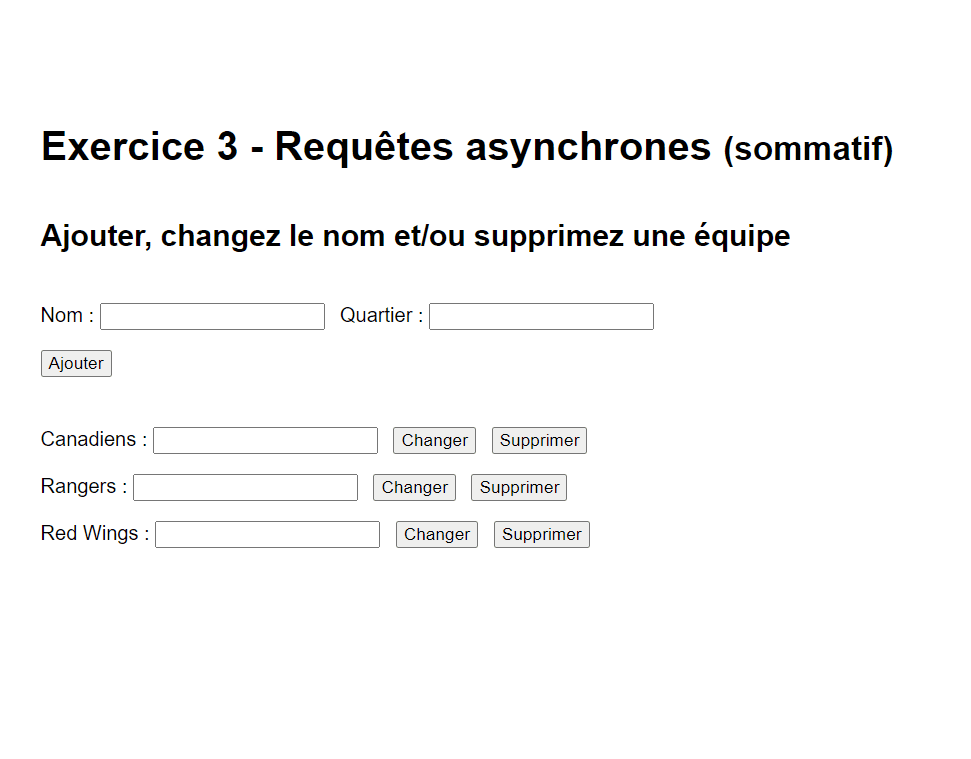 Exercice 3 - Requêtes asynchrones (sommatif)
Ajouter, changez le nom et/ou supprimez une équipe
Nom : Quartier :
Ajouter
Canadiens : Changer Supprimer
Rangers : Changer Supprimer
Red Wings : Changer Supprimer